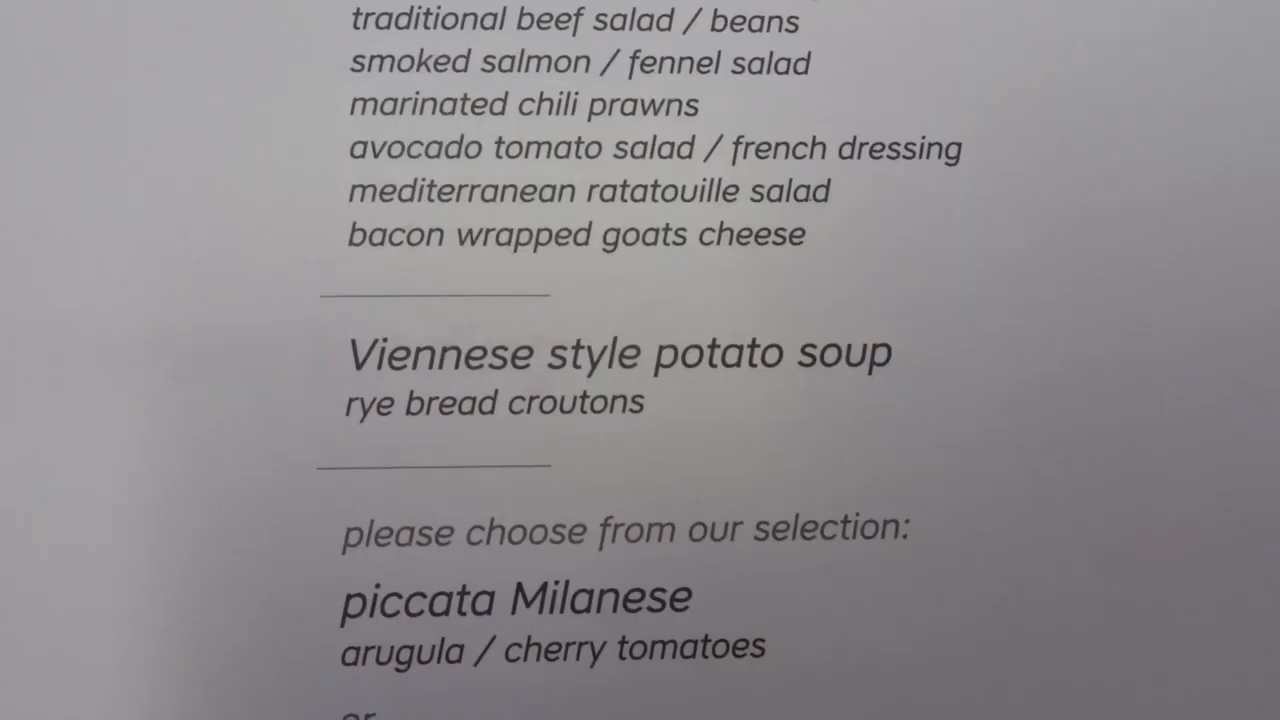 traditional beef salad / beans
smoked salmon / fennel salad
marinated chili prawns
avocado tomato salad / french dressing
mediterranean ratatouille salad
bacon wrapped goats cheese
Viennese style potato soup
rye bread croutons
please choose from our selection:
piccata Milanese
arugula / cherry tomatoes
or